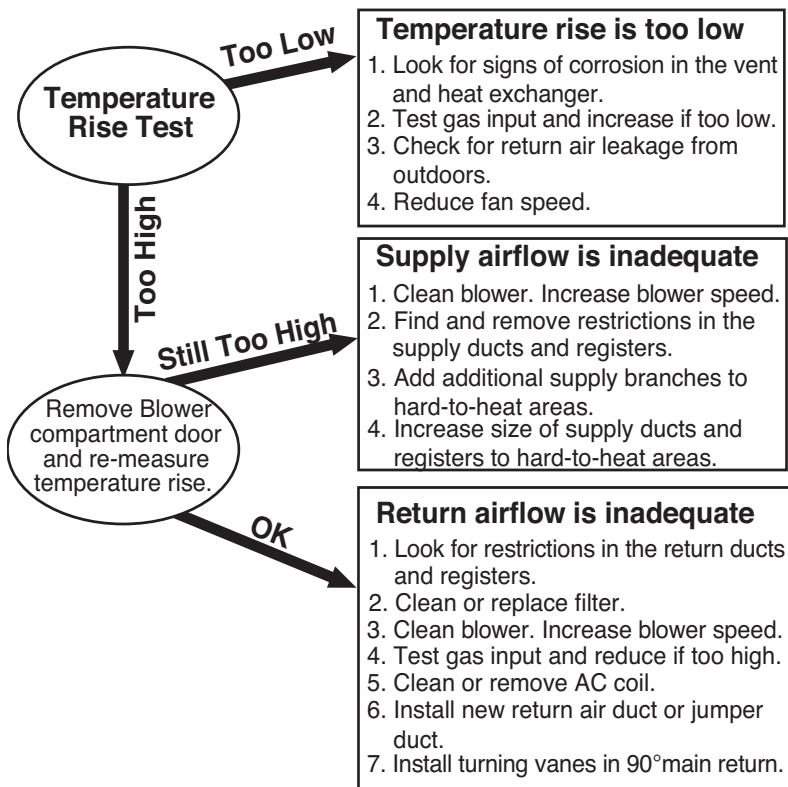 Temperature
Rise Test
Too Low
Temperature rise is too low
1. Look for signs of corrosion in the vent
and heat exchanger.
2. Test gas input and increase if too low.
3. Check for return air leakage from
outdoors.
4. Reduce fan speed.
Too High
Remove Blower
compartment door
and re-measure
temperature rise.
Still Too High
Supply airflow is inadequate
1. Clean blower. Increase blower speed.
2. Find and remove restrictions in the
supply ducts and registers.
3. Add additional supply branches to
hard-to-heat areas.
4. Increase size of supply ducts and
registers to hard-to-heat areas.
OK
Return airflow is inadequate
1. Look for restrictions in the return ducts
and registers.
2. Clean or replace filter.
3. Clean blower. Increase blower speed.
4. Test gas input and reduce if too high.
5. Clean or remove AC coil.
6. Install new return air duct or jumper
duct.
7. Install turning vanes in 90°main return.